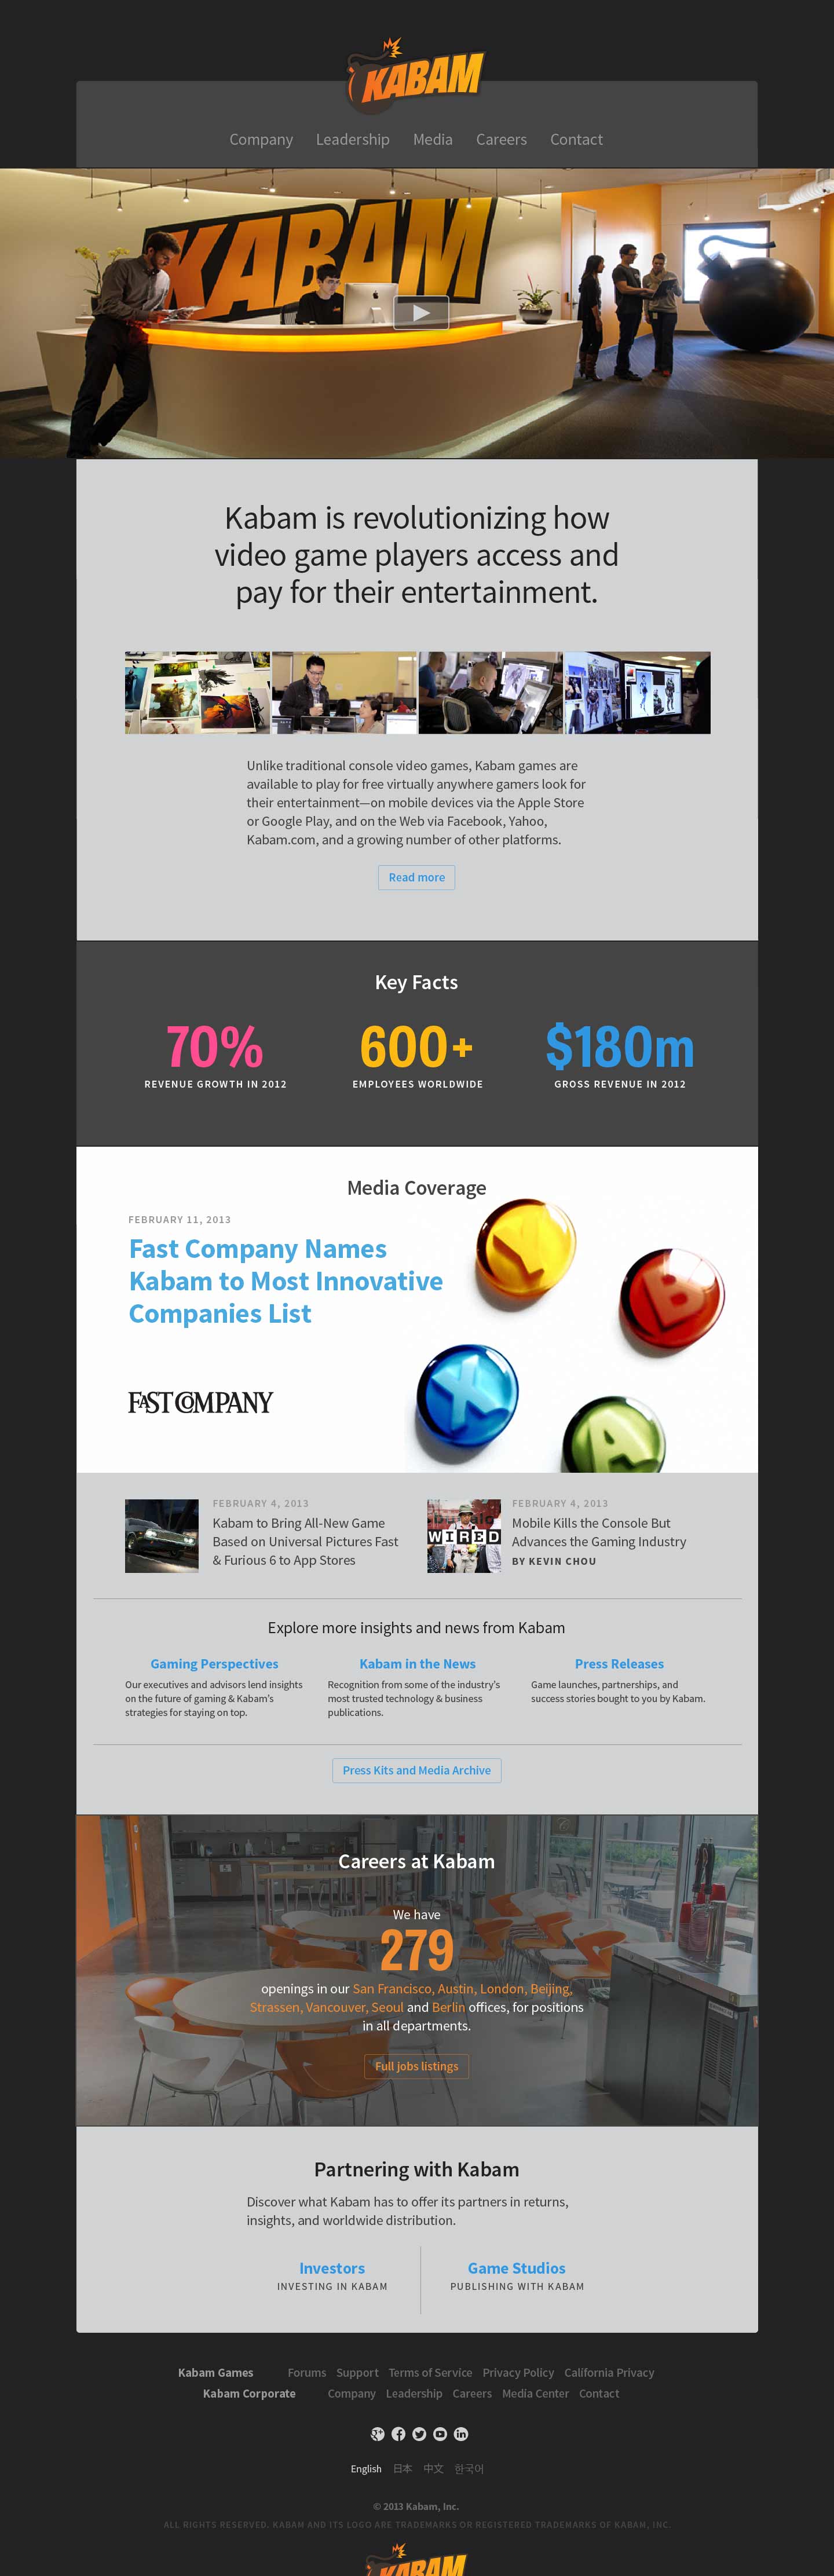 KABAM
Company Leadership Media Careers Contact
KABAM
Kabam is revolutionizing how
video game players access and
pay for their entertainment.
Unlike traditional console video games, Kabam games are
available to play for free virtually anywhere gamers look for
their entertainment—on mobile devices via the Apple Store
or Google Play, and on the Web via Facebook, Yahoo,
Kabam.com, and a growing number of other platforms.
Read more
Key Facts
70% 600+ $180m
REVENUE GROWTH IN 2012 EMPLOYEES WORLDWIDE GROSS REVENUE IN 2012
Media Coverage
FEBRUARY 11, 2013
Fast Company Names
Kabam to Most Innovative
Companies List
FAST COMPANY
Y
B
X
A
FEBRUARY 4, 2013
Kabam to Bring All-New Game
Based on Universal Pictures Fast
& Furious 6 to App Stores
WIRED
FEBRUARY 4, 2013
Mobile Kills the Console But
Advances the Gaming Industry
BY KEVIN CHOU
Explore more insights and news from Kabam
Gaming Perspectives
Our executives and advisors lend insights
on the future of gaming & Kabam's
strategies for staying on top.
Kabam in the News
Recognition from some of the industry's
most trusted technology & business
publications.
Press Releases
Game launches, partnerships, and
success stories bought to you by Kabam.
Press Kits and Media Archive
Careers at Kabam
We have
279
openings in our San Francisco, Austin, London, Beijing,
Strassen, Vancouver, Seoul and Berlin offices, for positions
in all departments.
Full jobs listings
Partnering with Kabam
Discover what Kabam has to offer its partners in returns,
insights, and worldwide distribution.
Investors
INVESTING IN KABAM
Game Studios
PUBLISHING WITH KABAM
Kabam Games Forums Support Terms of Service Privacy Policy California Privacy
Kabam Corporate Company Leadership Careers Media Center Contact
English 日本 中文 한국어
© 2013 Kabam, Inc.
ALL RIGHTS RESERVED. KABAM AND ITS LOGO ARE TRADEMARKS OR REGISTERED TRADEMARKS OF KABAM, INC.
KABAM